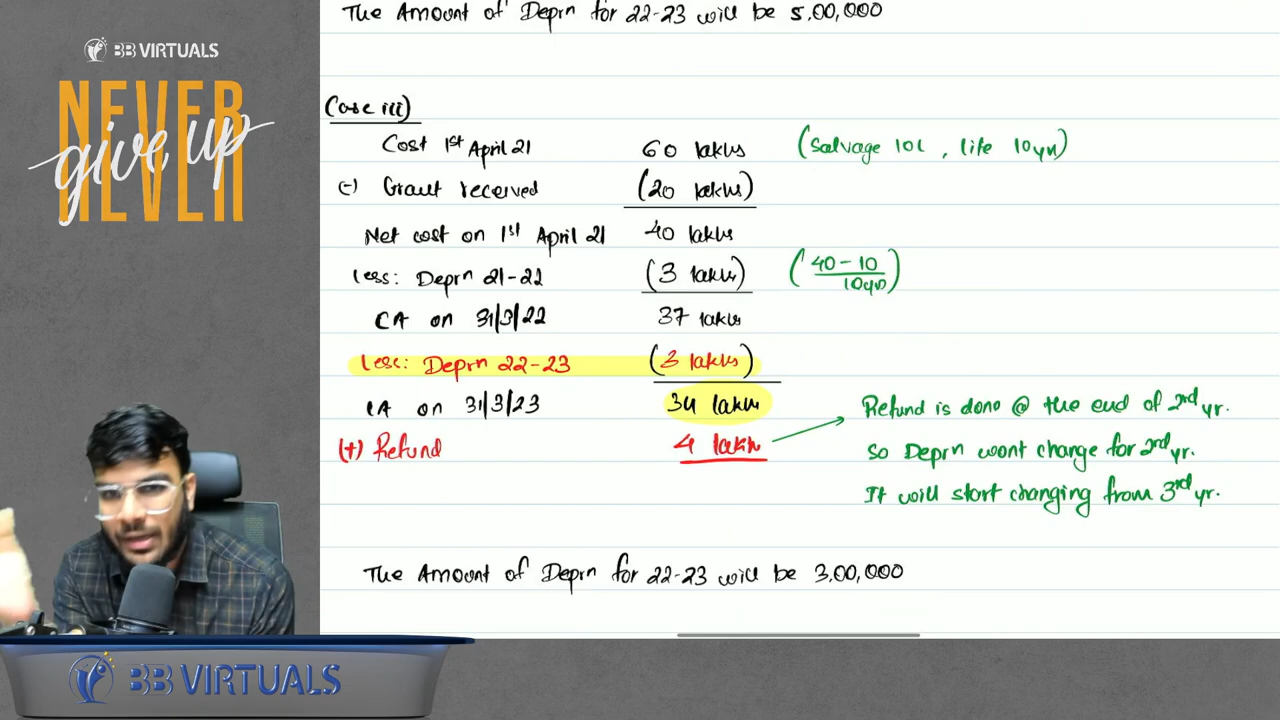 The Amount of Deprn for 22-23 will be 5,00,000
BB VIRTUALS
NEVER
give up
NEVER
(Case iii)
Cost 1st April 21 60 lakhs (Salvage 10L, life 10yr)
(-) Grant received (20 lakhs)
Net cost on 1st April 21 40 lakhs
less: Deprn 21-22 (3 lakhs) (40-10
10yr)
CA on 31/3/22 37 lakhs
less: Deprn 22-23 (3 lakhs)
CA on 31/3/23 34 lakhs
Refund is done @ the end of 2nd yr.
(+) Refund 4 lakhs
so Deprn wont change for 2nd yr.
It will start changing from 3rd yr.
The Amount of Deprn for 22-23 will be 3,00,000
BB VIRTUALS